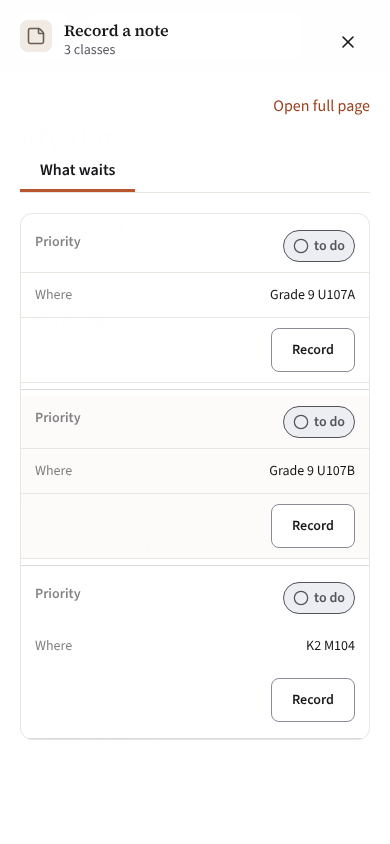 Record a note
3 classes
Open full page
What waits
Priority
to do
Where
Grade 9 U107A
Record
Priority
to do
Where
Grade 9 U107B
Record
Priority
to do
Where
K2 M104
Record